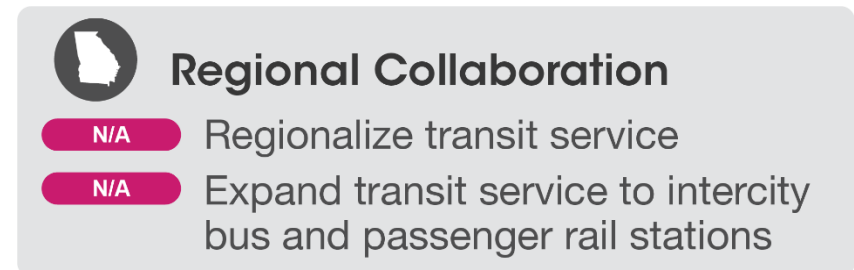 Regional Collaboration
N/A Regionalize transit service
N/A Expand transit service to intercity
bus and passenger rail stations